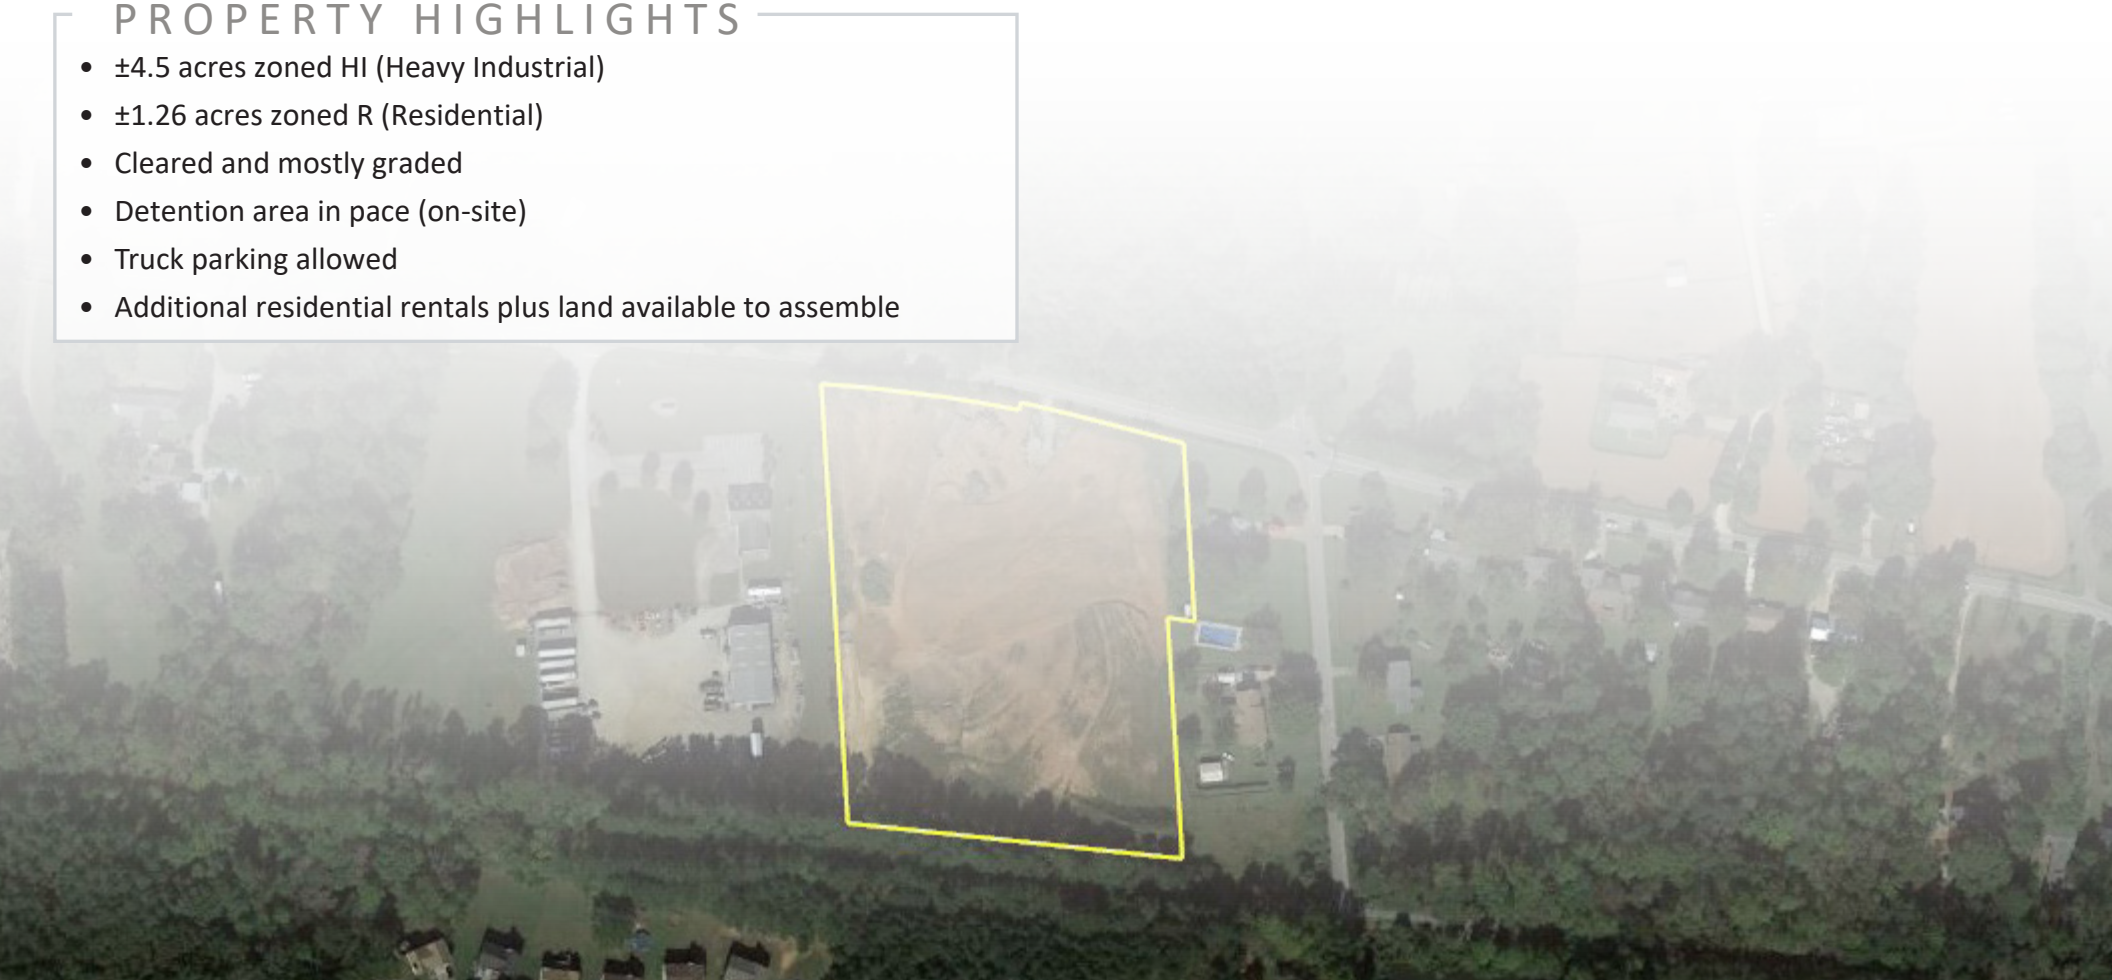 PROPERTY HIGHLIGHTS
• ±4.5 acres zoned HI (Heavy Industrial)
• ±1.26 acres zoned R (Residential)
• Cleared and mostly graded
• Detention area in pace (on-site)
• Truck parking allowed
• Additional residential rentals plus land available to assemble